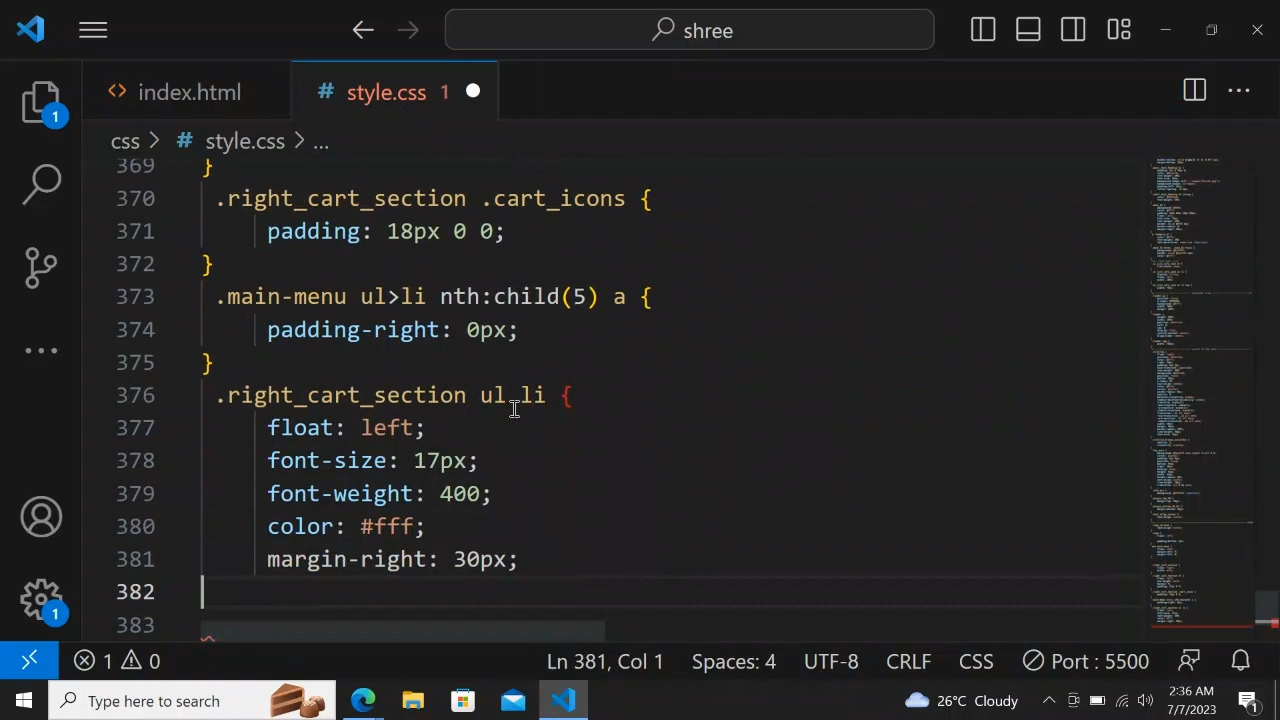 shree
index.html
# style.css 1
css > # style.css > ...
369 }
370 .right_cart_section .cart_icons {
371 padding: 18px 0 0;
372 }
373 .main-menu ul>li nth.child(5) a {
374 padding-right: 0px;
375 }
376 .right_cart_section ul li {
377 float: left;
378 font-size: 17px
379 font-weight: 400;
380 color: #fff;
381 margin-right: 30px;
382
383
1
1
1 0
Ln 381, Col 1
Spaces: 4
UTF-8
CRLF
CSS
Port : 5500
Type here to search
26°C Cloudy
2:36 AM
7/7/2023
1